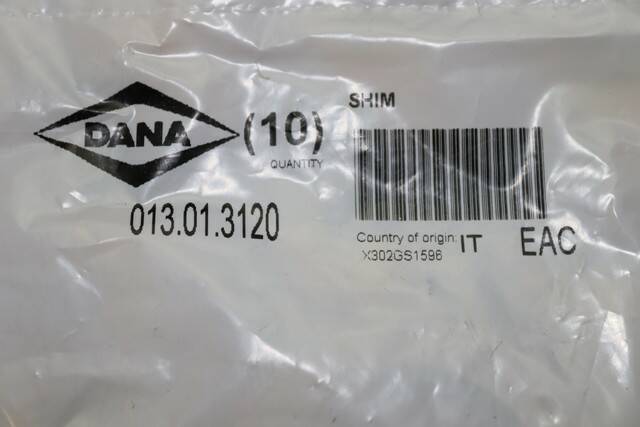 DANA
(10)
QUANTITY
013.01.3120
SHIM
Country of origin: IT
X302GS1596
EAC